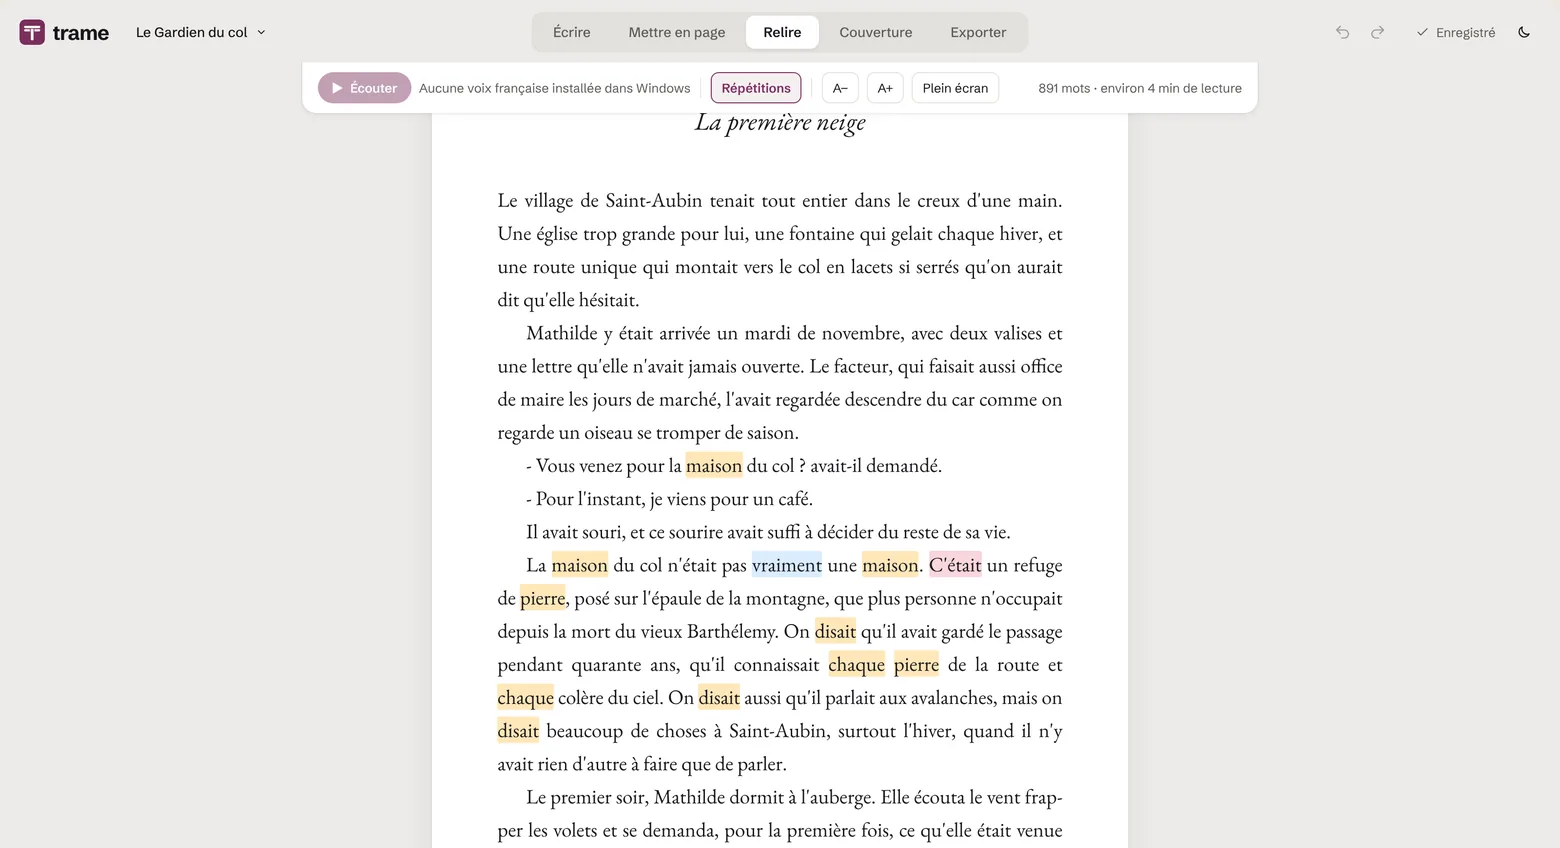 trame
Le Gardien du col
Écrire
Mettre en page
Relire
Couverture
Exporter
Enregistré
Écouter
Aucune voix française installée dans Windows
Répétitions
A-
A+
Plein écran
891 mots · environ 4 min de lecture
La première neige
Le village de Saint-Aubin tenait tout entier dans le creux d'une main.
Une église trop grande pour lui, une fontaine qui gelait chaque hiver, et
une route unique qui montait vers le col en lacets si serrés qu'on aurait
dit qu'elle hésitait.
Mathilde y était arrivée un mardi de novembre, avec deux valises et
une lettre qu'elle n'avait jamais ouverte. Le facteur, qui faisait aussi office
de maire les jours de marché, l'avait regardée descendre du car comme on
regarde un oiseau se tromper de saison.
- Vous venez pour la maison du col ? avait-il demandé.
- Pour l'instant, je viens pour un café.
Il avait souri, et ce sourire avait suffi à décider du reste de sa vie.
La maison du col n'était pas vraiment une maison. C'était un refuge
de pierre, posé sur l'épaule de la montagne, que plus personne n'occupait
depuis la mort du vieux Barthélemy. On disait qu'il avait gardé le passage
pendant quarante ans, qu'il connaissait chaque pierre de la route et
chaque colère du ciel. On disait aussi qu'il parlait aux avalanches, mais on
disait beaucoup de choses à Saint-Aubin, surtout l'hiver, quand il n'y
avait rien d'autre à faire que de parler.
Le premier soir, Mathilde dormit à l'auberge. Elle écouta le vent frap-
per les volets et se demanda, pour la première fois, ce qu'elle était venue